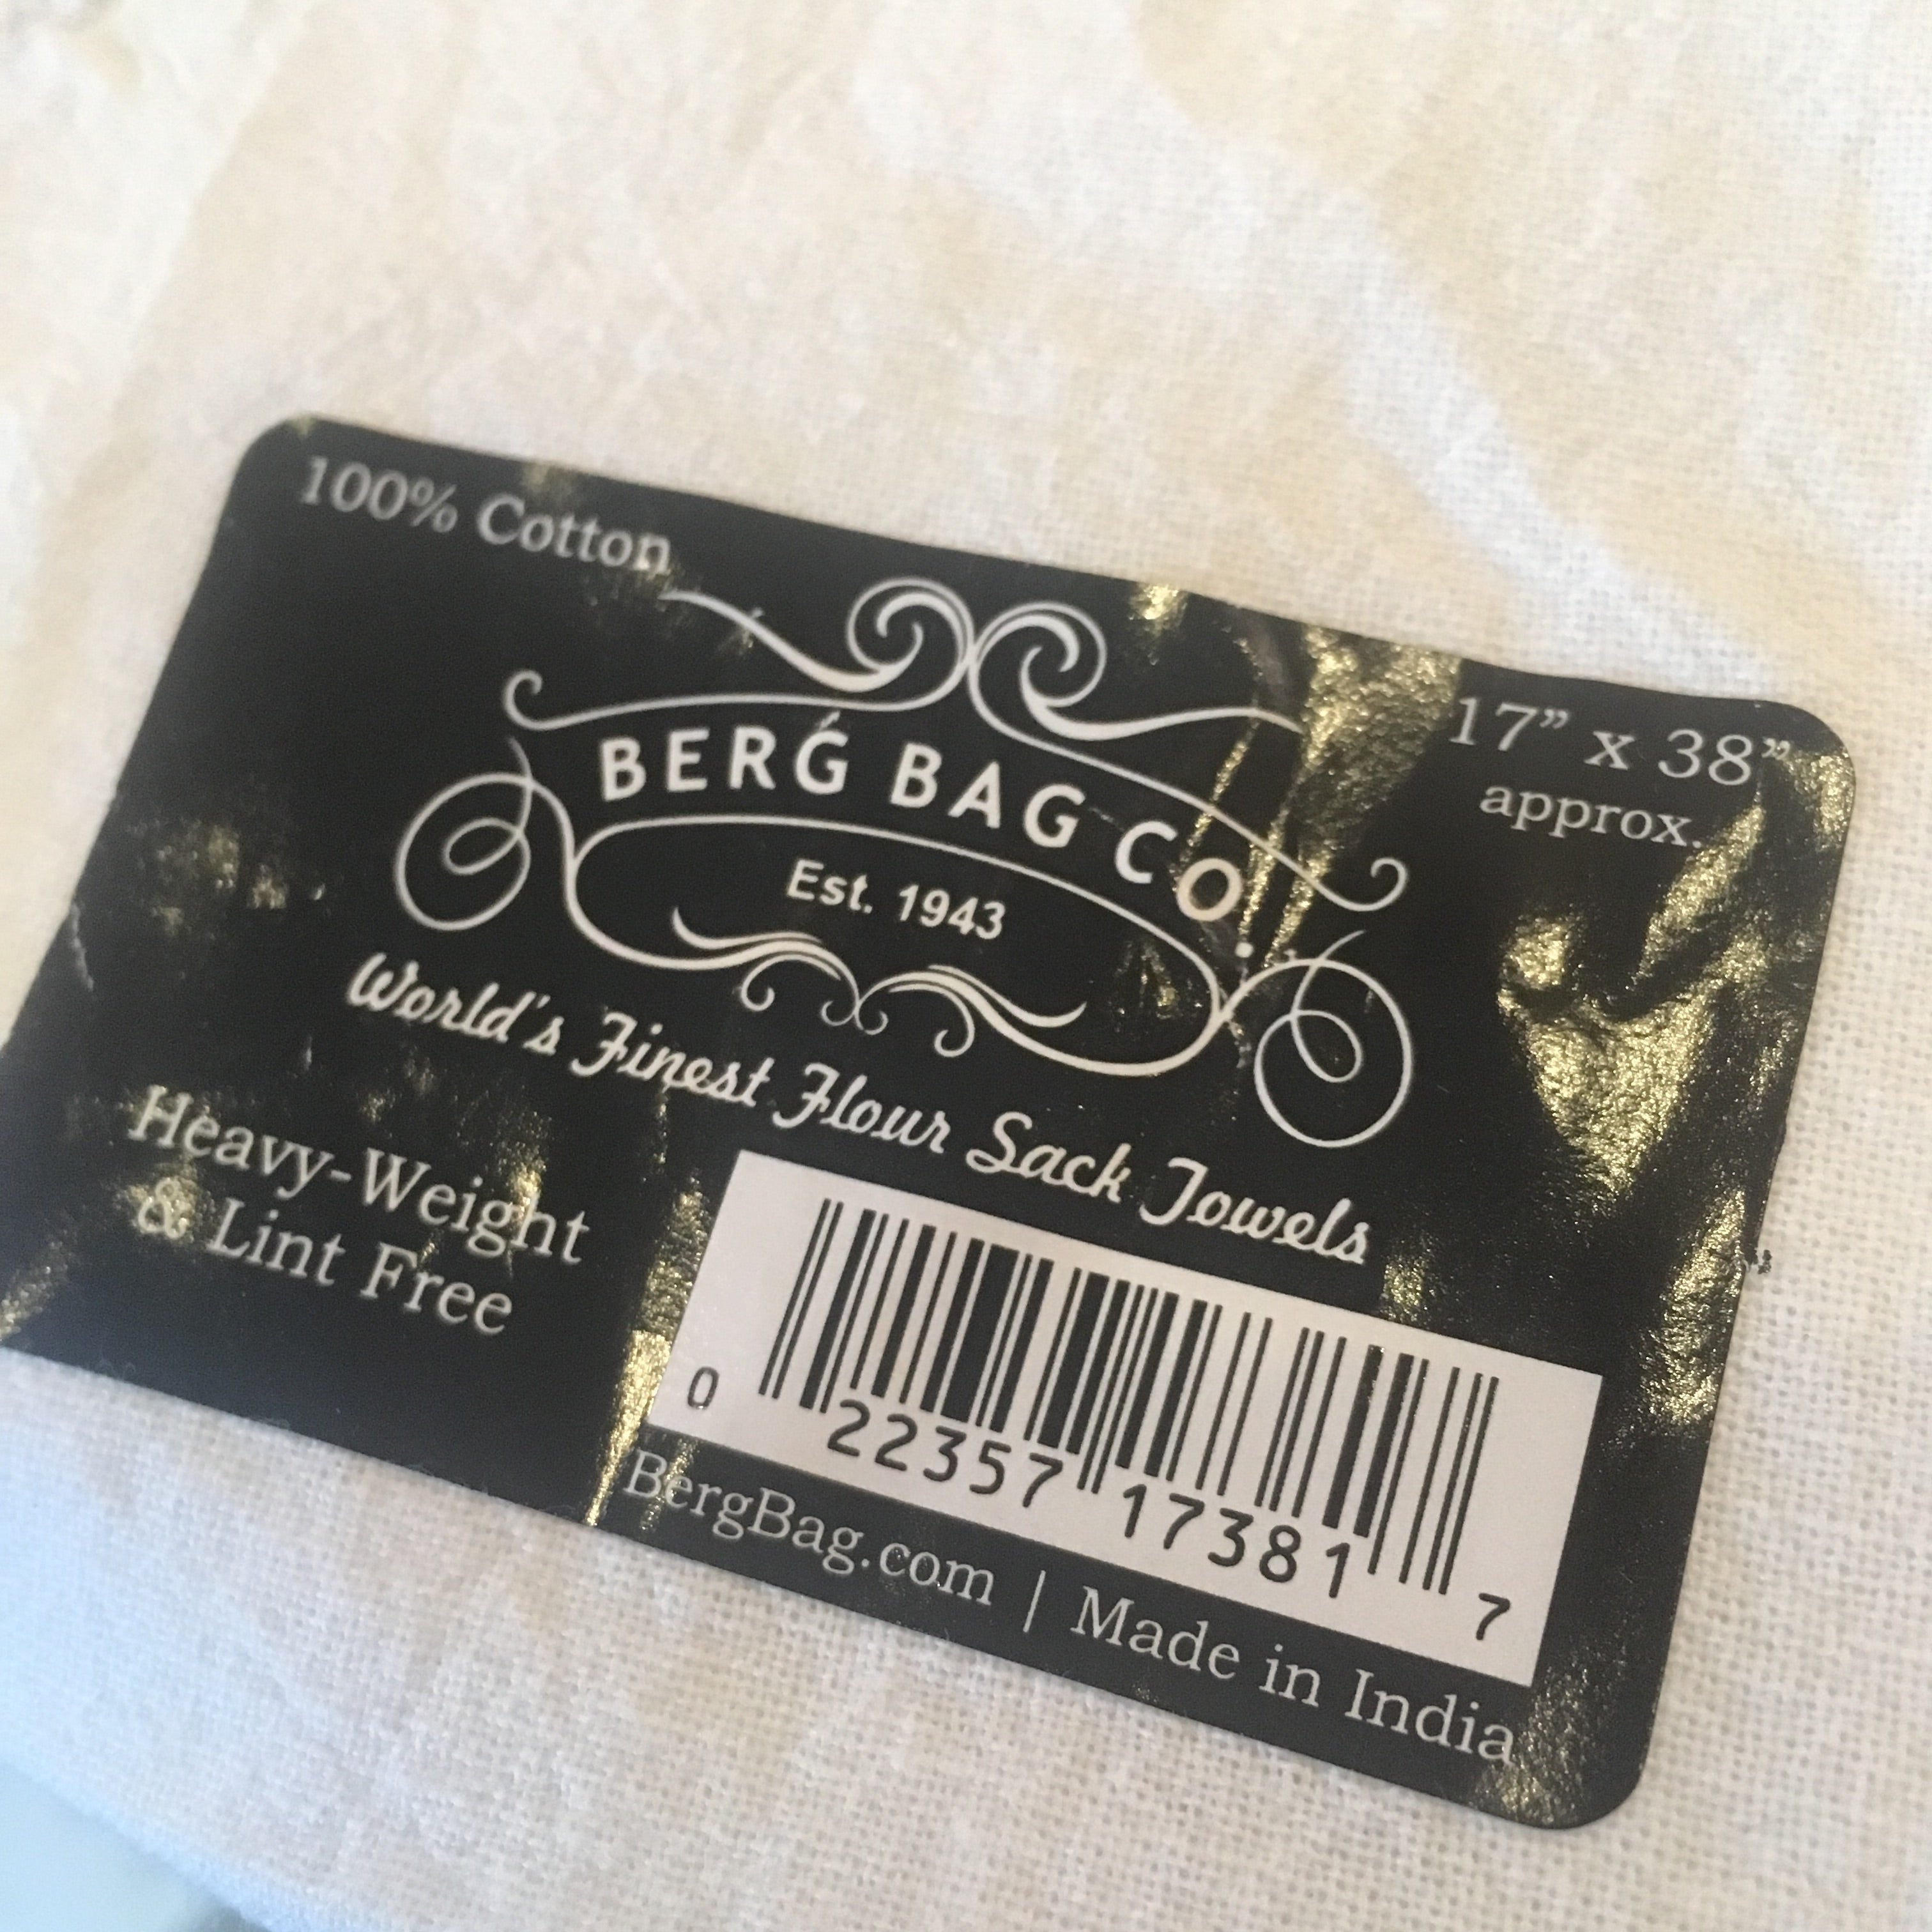 100% Cotton
17” x 38”
approx.
BERG BAG CO.
Est. 1943
World's Finest Flour Sack Towels
Heavy-Weight
& Lint Free
0 22357 17381 7
BergBag.com | Made in India